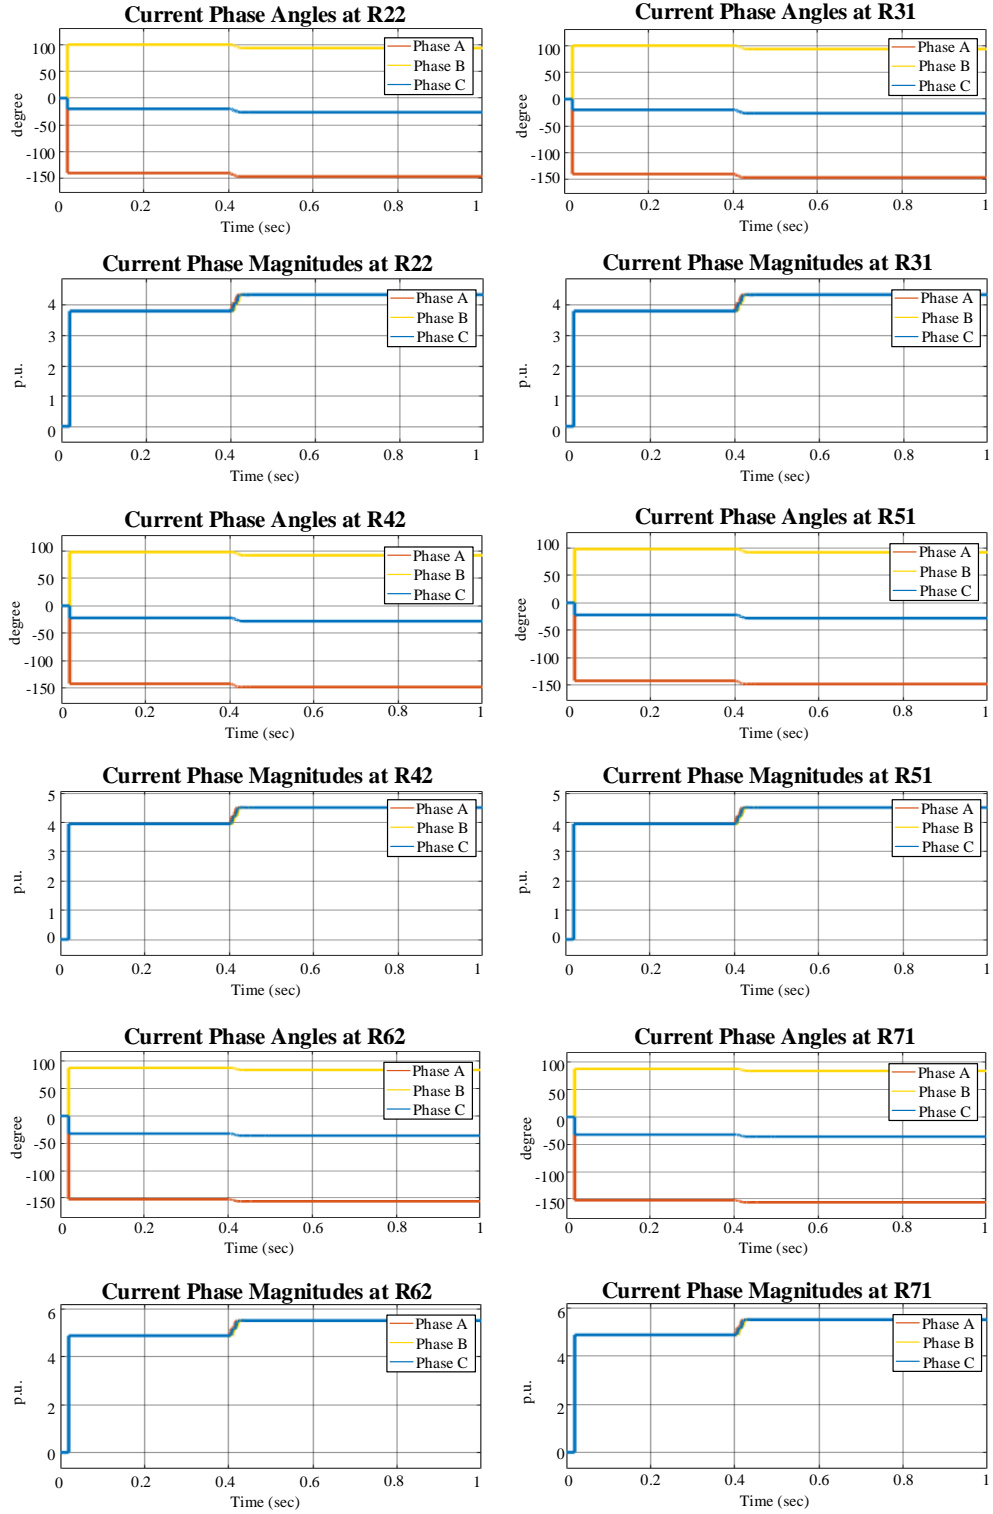 Current Phase Angles at R22
100
50
0
-50
-100
-150
degree
Phase A
Phase B
Phase C
0 0.2 0.4 0.6 0.8 1
Time (sec)
Current Phase Angles at R31
100
50
0
-50
-100
-150
degree
Phase A
Phase B
Phase C
0 0.2 0.4 0.6 0.8 1
Time (sec)
Current Phase Magnitudes at R22
4
3
2
1
0
p.u.
Phase A
Phase B
Phase C
0 0.2 0.4 0.6 0.8 1
Time (sec)
Current Phase Magnitudes at R31
4
3
2
1
0
p.u.
Phase A
Phase B
Phase C
0 0.2 0.4 0.6 0.8 1
Time (sec)
Current Phase Angles at R42
100
50
0
-50
-100
-150
degree
Phase A
Phase B
Phase C
0 0.2 0.4 0.6 0.8 1
Time (sec)
Current Phase Angles at R51
100
50
0
-50
-100
-150
degree
Phase A
Phase B
Phase C
0 0.2 0.4 0.6 0.8 1
Time (sec)
Current Phase Magnitudes at R42
5
4
3
2
1
0
p.u.
Phase A
Phase B
Phase C
0 0.2 0.4 0.6 0.8 1
Time (sec)
Current Phase Magnitudes at R51
5
4
3
2
1
0
p.u.
Phase A
Phase B
Phase C
0 0.2 0.4 0.6 0.8 1
Time (sec)
Current Phase Angles at R62
100
50
0
-50
-100
-150
degree
Phase A
Phase B
Phase C
0 0.2 0.4 0.6 0.8 1
Time (sec)
Current Phase Angles at R71
100
50
0
-50
-100
-150
degree
Phase A
Phase B
Phase C
0 0.2 0.4 0.6 0.8 1
Time (sec)
Current Phase Magnitudes at R62
6
4
2
0
p.u.
Phase A
Phase B
Phase C
0 0.2 0.4 0.6 0.8 1
Time (sec)
Current Phase Magnitudes at R71
6
4
2
0
p.u.
Phase A
Phase B
Phase C
0 0.2 0.4 0.6 0.8 1
Time (sec)